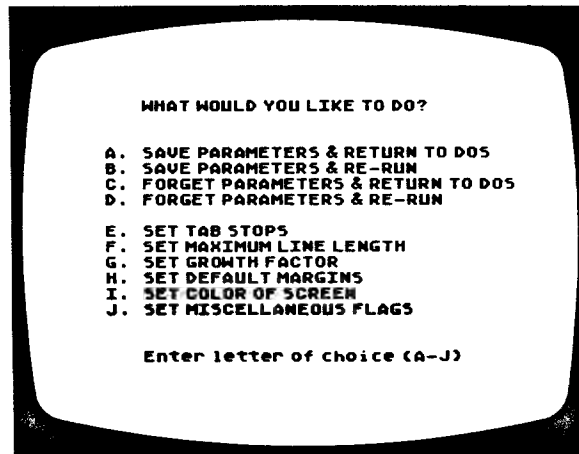 WHAT WOULD YOU LIKE TO DO?
A. SAVE PARAMETERS & RETURN TO DOS
B. SAVE PARAMETERS & RE-RUN
C. FORGET PARAMETERS & RETURN TO DOS
D. FORGET PARAMETERS & RE-RUN
E. SET TAB STOPS
F. SET MAXIMUM LINE LENGTH
G. SET GROWTH FACTOR
H. SET DEFAULT MARGINS
I. SET COLOR OF SCREEN
J. SET MISCELLANEOUS FLAGS
Enter letter of choice (A-J)